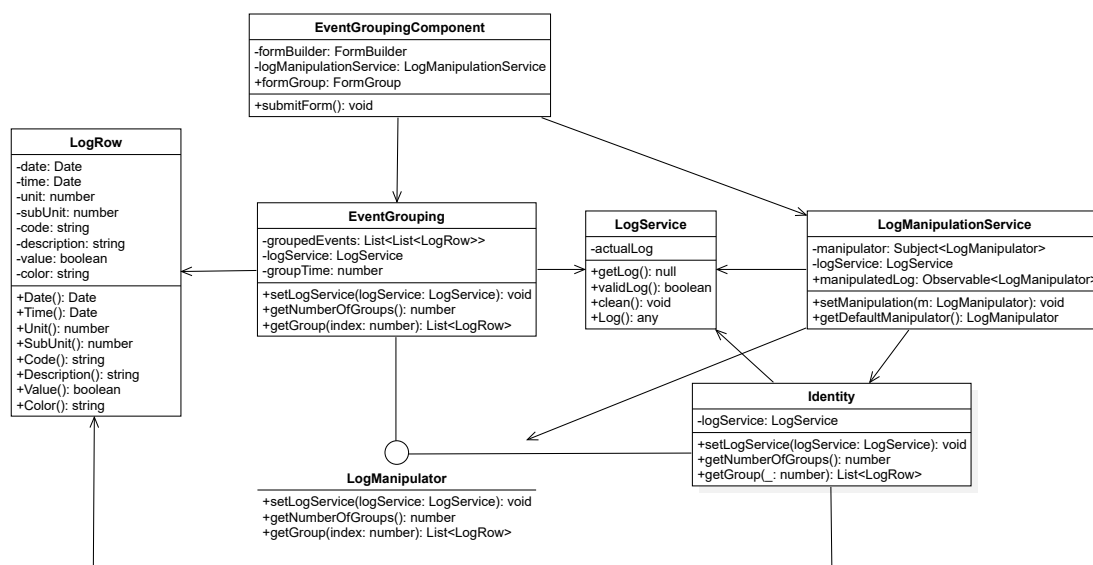 EventGroupingComponent
-formBuilder: FormBuilder
-logManipulationService: LogManipulationService
+formGroup: FormGroup
+submitForm(): void
LogRow
-date: Date
-time: Date
-unit: number
-subUnit: number
-code: string
-description: string
-value: boolean
-color: string
+Date(): Date
+Time(): Date
+Unit(): number
+SubUnit(): number
+Code(): string
+Description(): string
+Value(): boolean
+Color(): string
EventGrouping
-groupedEvents: List<List<LogRow>>
-logService: LogService
-groupTime: number
+setLogService(logService: LogService): void
+getNumberOfGroups(): number
+getGroup(index: number): List<LogRow>
LogService
-actualLog
+getLog(): null
+validLog(): boolean
+clean(): void
+Log(): any
LogManipulationService
-manipulator: Subject<LogManipulator>
-logService: LogService
+manipulatedLog: Observable<LogManipulator>
+setManipulation(m: LogManipulator): void
+getDefaultManipulator(): LogManipulator
Identity
-logService: LogService
+setLogService(logService: LogService): void
+getNumberOfGroups(): number
+getGroup(_: number): List<LogRow>
LogManipulator
+setLogService(logService: LogService): void
+getNumberOfGroups(): number
+getGroup(index: number): List<LogRow>